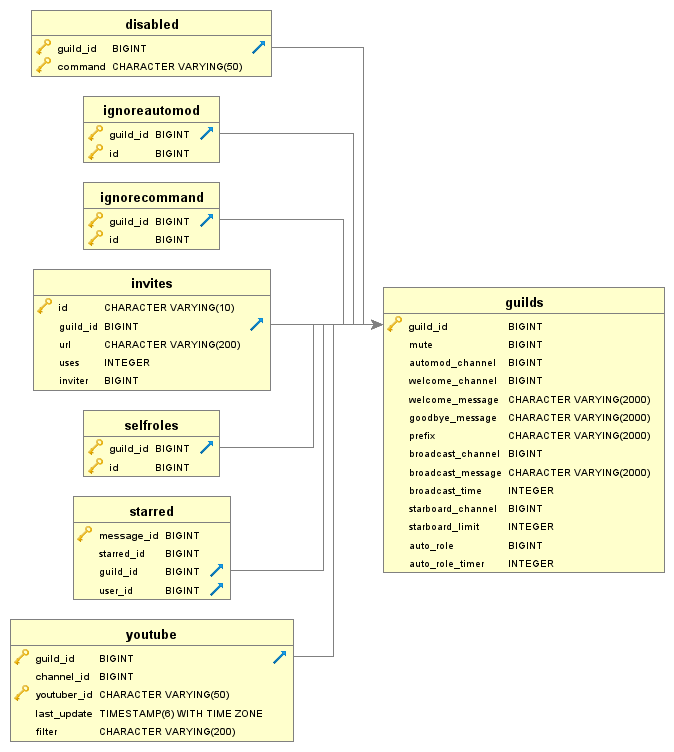 disabled
guild_id BIGINT
command CHARACTER VARYING(50)
ignoreautomod
guild_id BIGINT
id BIGINT
ignorecommand
guild_id BIGINT
id BIGINT
invites
id CHARACTER VARYING(10)
guild_id BIGINT
url CHARACTER VARYING(200)
uses INTEGER
inviter BIGINT
selfroles
guild_id BIGINT
id BIGINT
starred
message_id BIGINT
starred_id BIGINT
guild_id BIGINT
user_id BIGINT
youtube
guild_id BIGINT
channel_id BIGINT
youtuber_id CHARACTER VARYING(50)
last_update TIMESTAMP(6) WITH TIME ZONE
filter CHARACTER VARYING(200)
guilds
guild_id BIGINT
mute BIGINT
automod_channel BIGINT
welcome_channel BIGINT
welcome_message CHARACTER VARYING(2000)
goodbye_message CHARACTER VARYING(2000)
prefix CHARACTER VARYING(2000)
broadcast_channel BIGINT
broadcast_message CHARACTER VARYING(2000)
broadcast_time INTEGER
starboard_channel BIGINT
starboard_limit INTEGER
auto_role BIGINT
auto_role_timer INTEGER